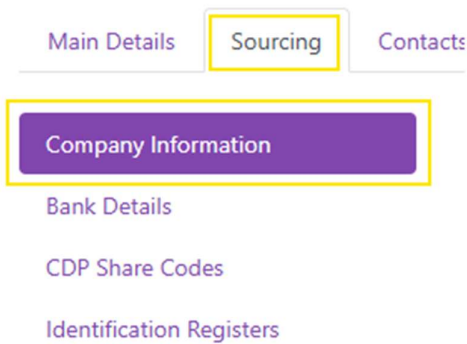 Main Details Sourcing Contacts
Company Information
Bank Details
CDP Share Codes
Identification Registers